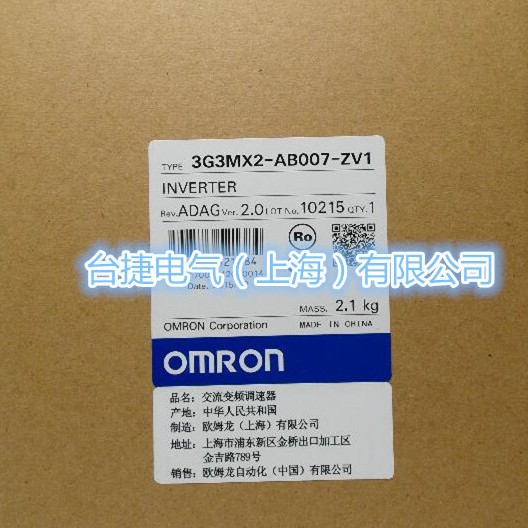 TYPE 3G3MX2-AB007-ZV1
INVERTER
Rev. ADAG Ver. 2.0 LOT No. 10215 QTY. 1
Ro
台捷电气（上海）有限公司
Date.
MASS. 2.1 kg
OMRON Corporation MADE IN CHINA
OMRON
品名： 交流变频调速器
产地： 中华人民共和国
制造： 欧姆龙（上海）有限公司
地址： 上海市浦东新区金桥出口加工区
金吉路789号
销售： 欧姆龙自动化（中国）有限公司